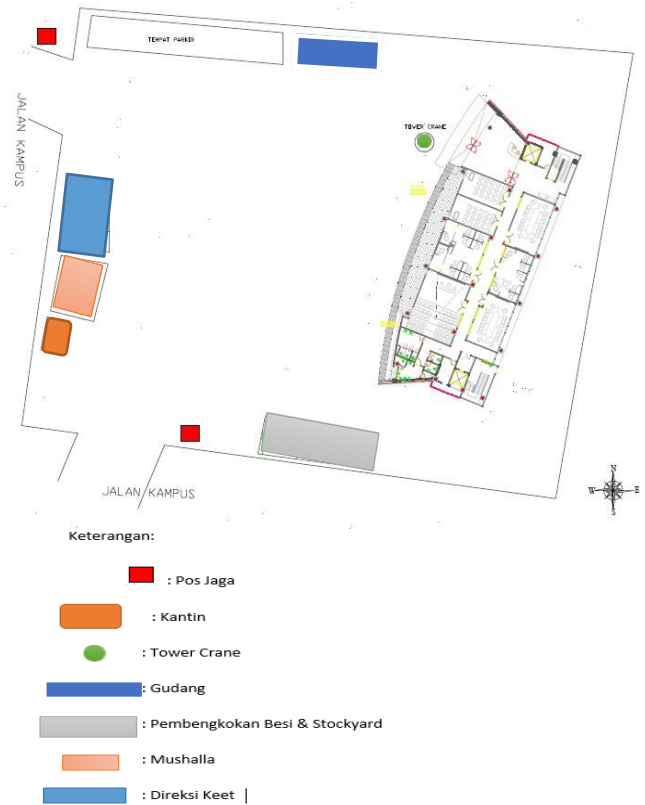 TEMPAT PARKIR
JALAN KAMPUS
TOWER CRANE
JALAN KAMPUS
N
W E
S
Keterangan:
: Pos Jaga
: Kantin
: Tower Crane
: Gudang
: Pembengkokan Besi & Stockyard
: Mushalla
: Direksi Keet